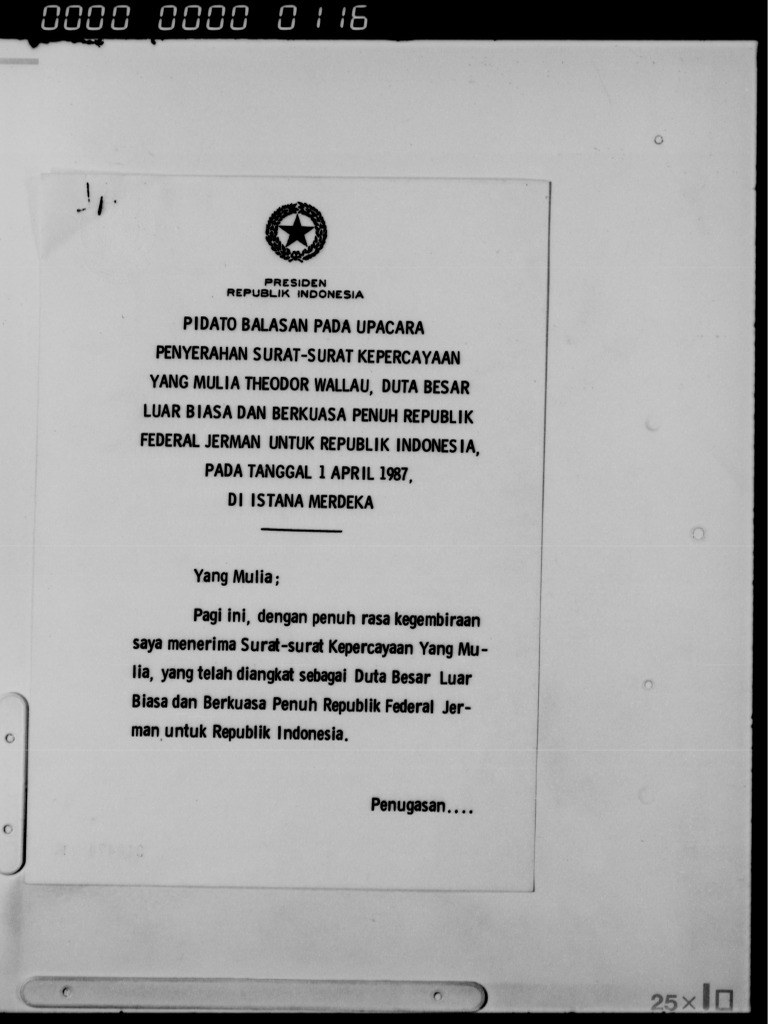 0000 0000 0116
PRESIDEN
REPUBLIK INDONESIA
PIDATO BALASAN PADA UPACARA
PENYERAHAN SURAT-SURAT KEPERCAYAAN
YANG MULIA THEODOR WALLAU, DUTA BESAR
LUAR BIASA DAN BERKUASA PENUH REPUBLIK
FEDERAL JERMAN UNTUK REPUBLIK INDONESIA,
PADA TANGGAL 1 APRIL 1987,
DI ISTANA MERDEKA
Yang Mulia;
Pagi ini, dengan penuh rasa kegembiraan
saya menerima Surat-surat Kepercayaan Yang Mu-
lia, yang telah diangkat sebagai Duta Besar Luar
Biasa dan Berkuasa Penuh Republik Federal Jer-
man untuk Republik Indonesia.
Penugasan....
25×